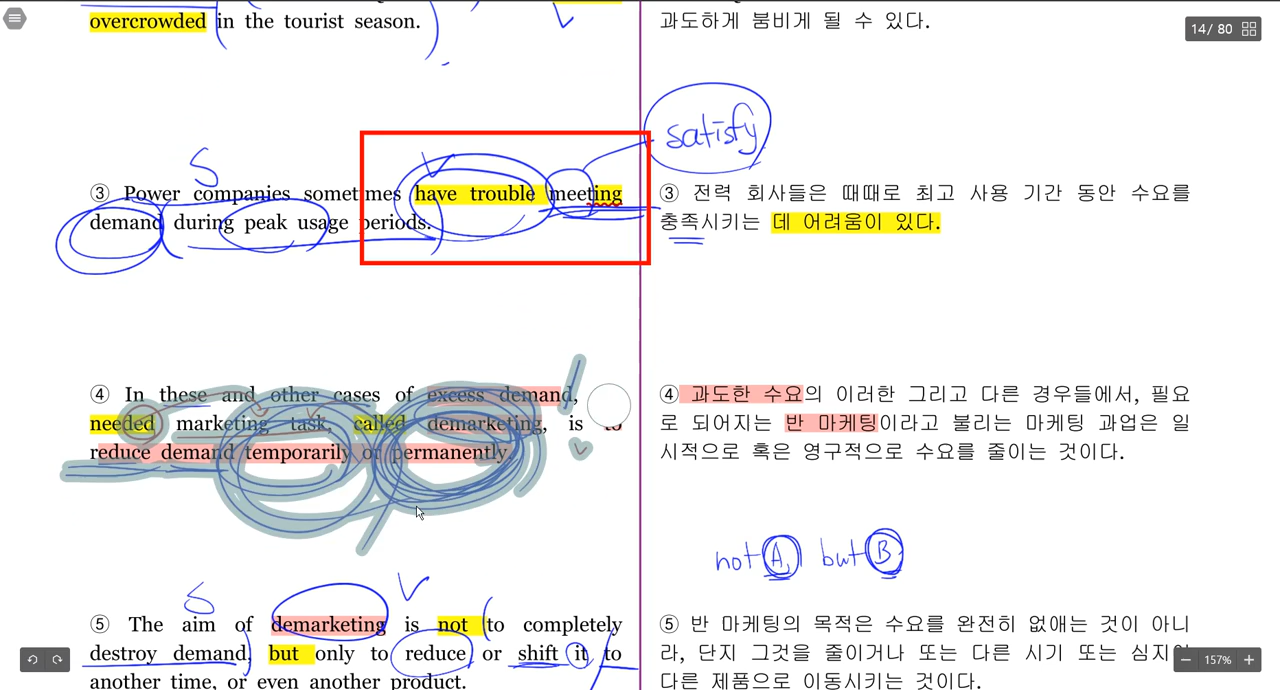 overcrowded in the tourist season.
과도하게 붐비게 될 수 있다.
14/ 80
satisfy
S
V
③ Power companies sometimes have trouble meeting
demand during peak usage periods.
③ 전력 회사들은 때때로 최고 사용 기간 동안 수요를
충족시키는 데 어려움이 있다.
④ In these and other cases of excess demand,
needed marketing task, called demarketing, is to
reduce demand temporarily or permanently.
④ 과도한 수요의 이러한 그리고 다른 경우들에서, 필요
로 되어지는 반 마케팅이라고 불리는 마케팅 과업은 일
시적으로 혹은 영구적으로 수요를 줄이는 것이다.
not A, but B
S
V
⑤ The aim of demarketing is not to completely
destroy demand, but only to reduce or shift it to
another time, or even another product.
⑤ 반 마케팅의 목적은 수요를 완전히 없애는 것이 아니
라, 단지 그것을 줄이거나 또는 다른 시기 또는 심지어
다른 제품으로 이동시키는 것이다.
157%